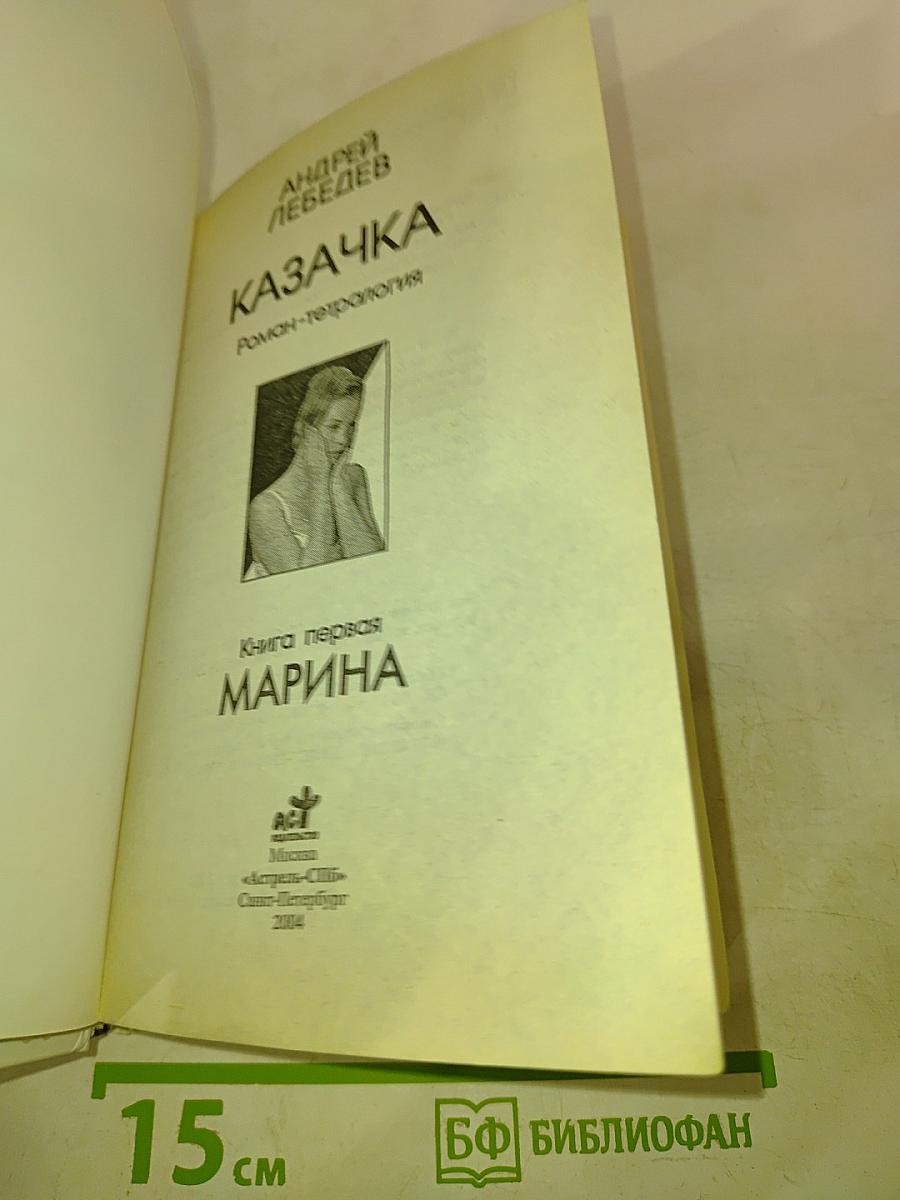 АНДРЕЙ
ЛЕБЕДЕВ
КАЗАЧКА
Роман-тетралогия
Книга первая
МАРИНА
АСТ
издательство
Москва
«Астрель-СПб»
Санкт-Петербург
2004
15 см
БФ БИБЛИОФАН